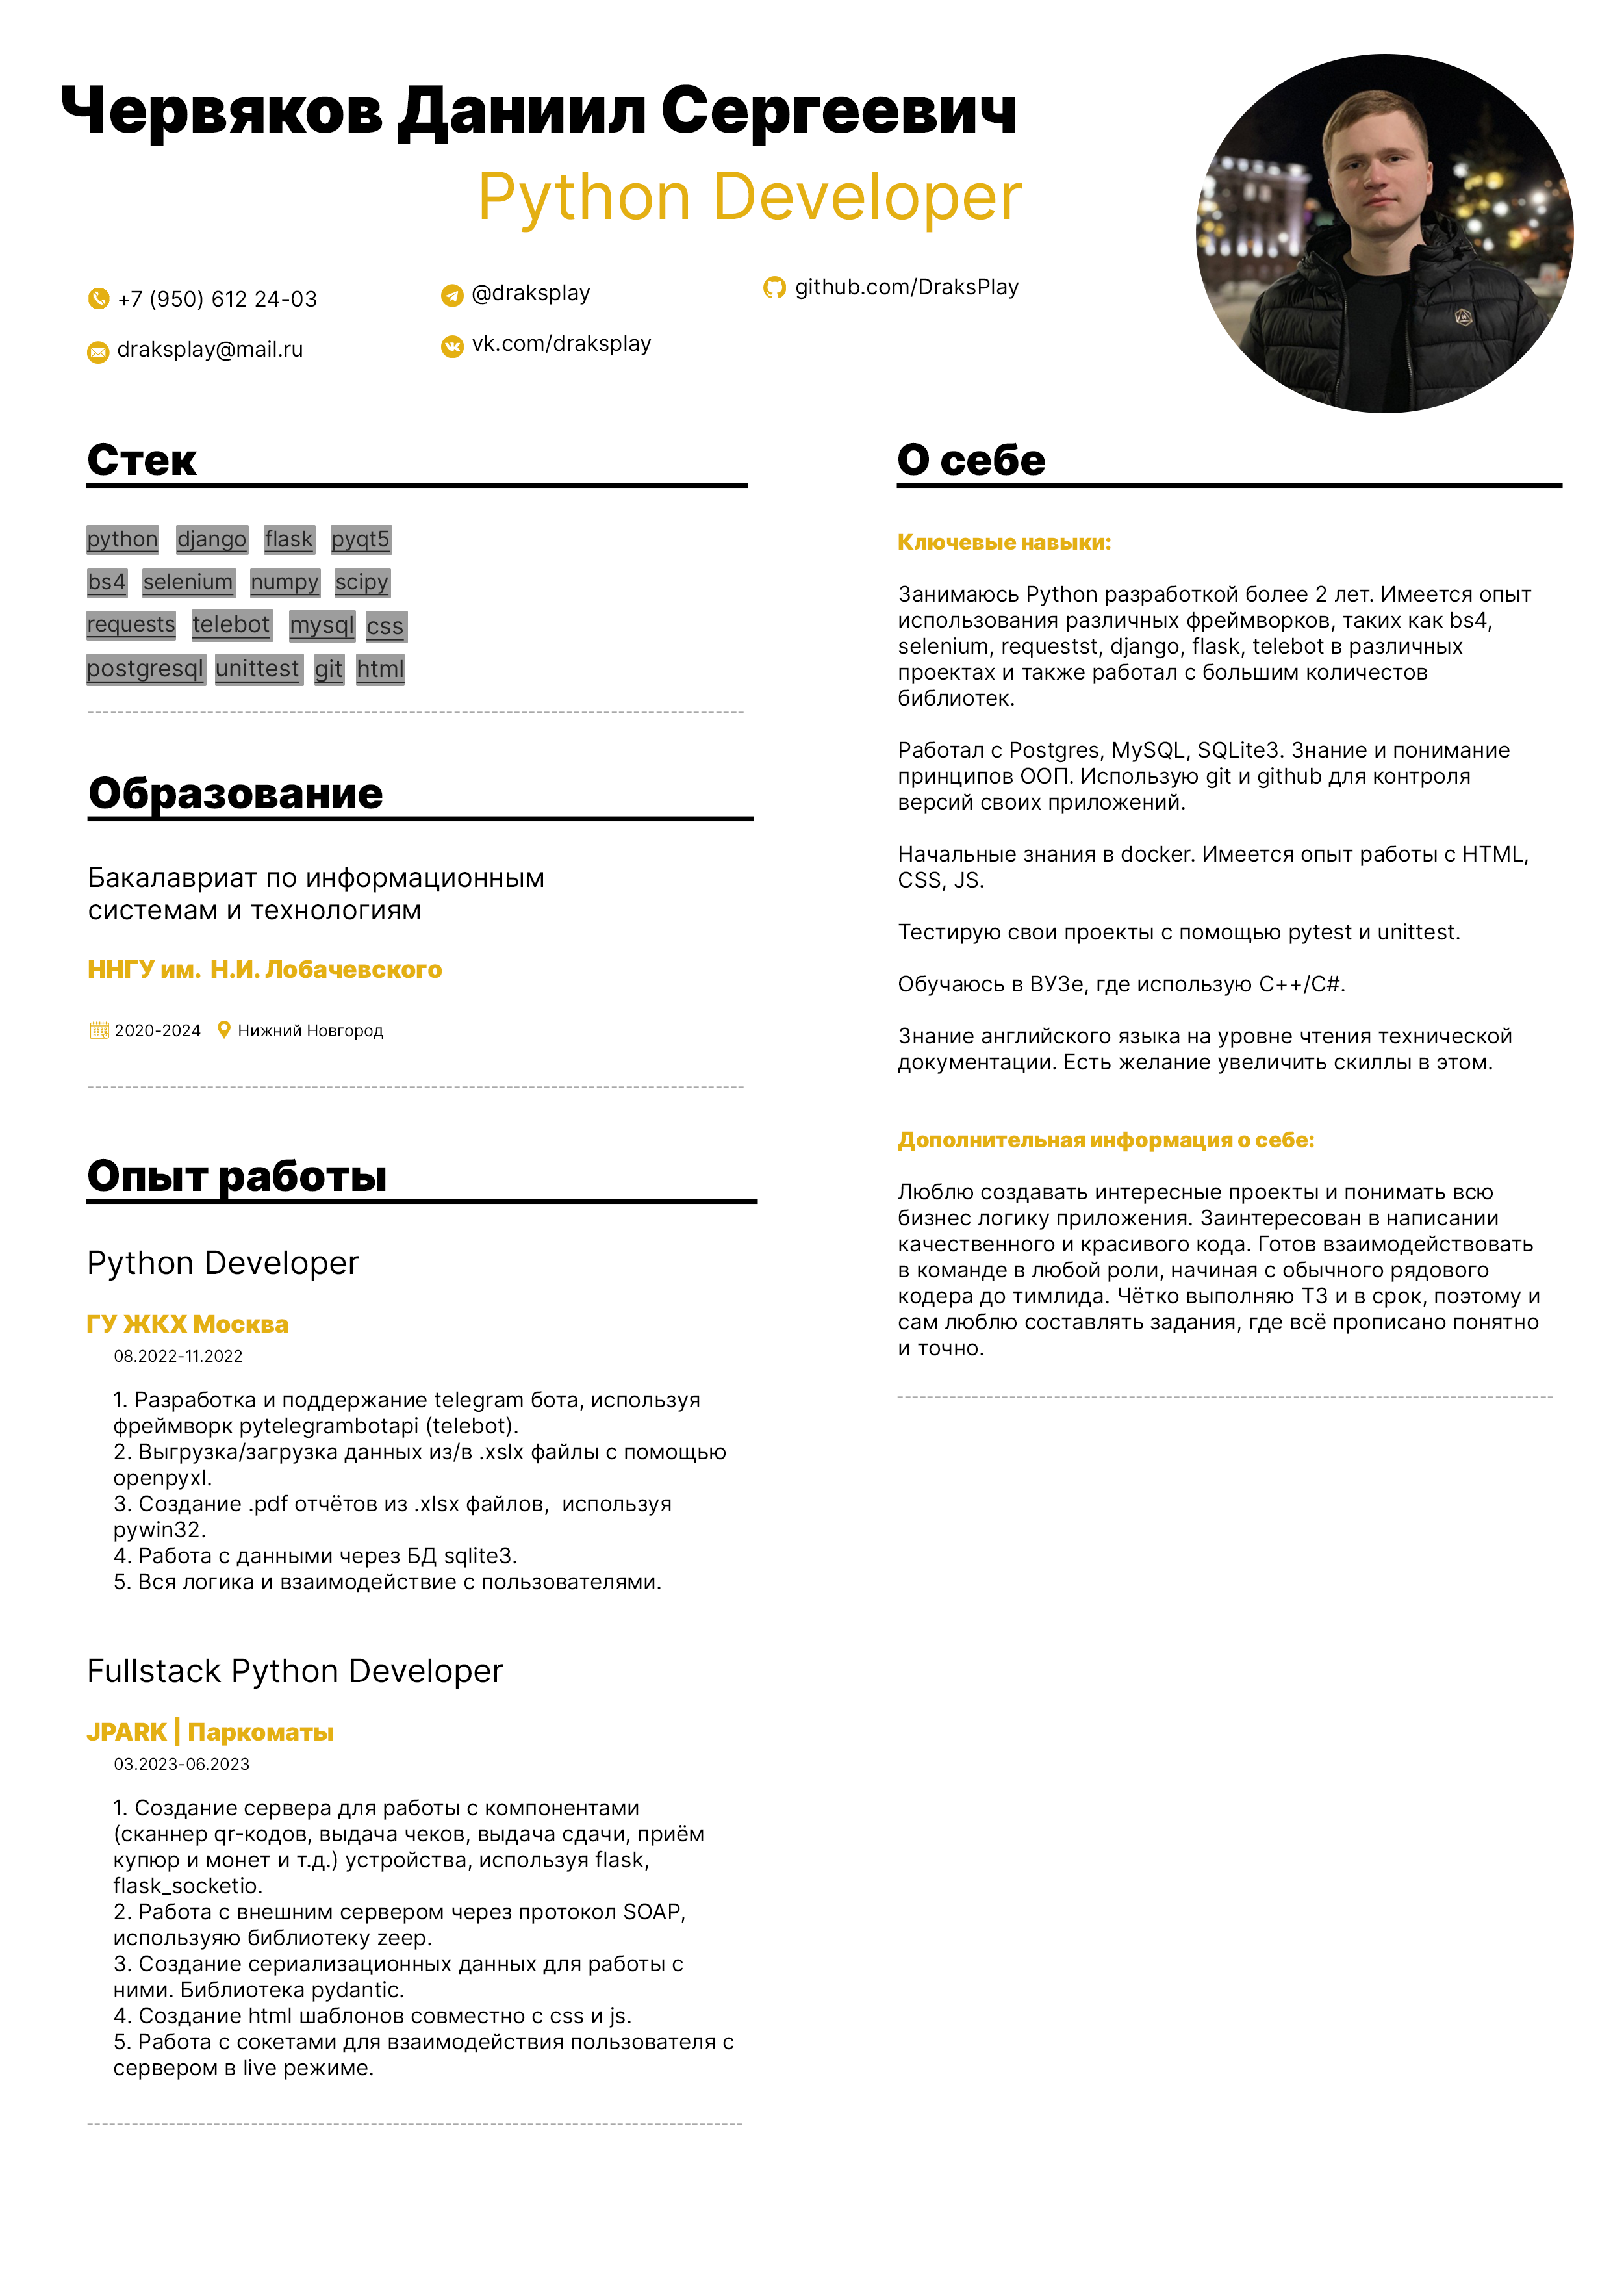 Червяков Даниил Сергеевич
Python Developer
+7 (950) 612 24-03
@draksplay
github.com/DraksPlay
draksplay@mail.ru
vk.com/draksplay
Стек
python django flask pyqt5
bs4 selenium numpy scipy
requests telebot mysql css
postgresql unittest git html
Образование
Бакалавриат по информационным
системам и технологиям
ННГУ им. Н.И. Лобачевского
2020-2024 Нижний Новгород
Опыт работы
Python Developer
ГУ ЖКХ Москва
08.2022-11.2022
1. Разработка и поддержание telegram бота, используя
фреймворк pytelegrambotapi (telebot).
2. Выгрузка/загрузка данных из/в .xslx файлы с помощью
openpyxl.
3. Создание .pdf отчётов из .xlsx файлов, используя
pywin32.
4. Работа с данными через БД sqlite3.
5. Вся логика и взаимодействие с пользователями.
Fullstack Python Developer
JPARK | Паркоматы
03.2023-06.2023
1. Создание сервера для работы с компонентами
(сканнер qr-кодов, выдача чеков, выдача сдачи, приём
купюр и монет и т.д.) устройства, используя flask,
flask_socketio.
2. Работа с внешним сервером через протокол SOAP,
используяю библиотеку zeep.
3. Создание сериализационных данных для работы с
ними. Библиотека pydantic.
4. Создание html шаблонов совместно с css и js.
5. Работа с сокетами для взаимодействия пользователя с
сервером в live режиме.
О себе
Ключевые навыки:
Занимаюсь Python разработкой более 2 лет. Имеется опыт
использования различных фреймворков, таких как bs4,
selenium, requestst, django, flask, telebot в различных
проектах и также работал с большим количестов
библиотек.
Работал с Postgres, MySQL, SQLite3. Знание и понимание
принципов ООП. Использую git и github для контроля
версий своих приложений.
Начальные знания в docker. Имеется опыт работы с HTML,
CSS, JS.
Тестирую свои проекты с помощью pytest и unittest.
Обучаюсь в ВУЗе, где использую C++/C#.
Знание английского языка на уровне чтения технической
документации. Есть желание увеличить скиллы в этом.
Дополнительная информация о себе:
Люблю создавать интересные проекты и понимать всю
бизнес логику приложения. Заинтересован в написании
качественного и красивого кода. Готов взаимодействовать
в команде в любой роли, начиная с обычного рядового
кодера до тимлида. Чётко выполняю ТЗ и в срок, поэтому и
сам люблю составлять задания, где всё прописано понятно
и точно.